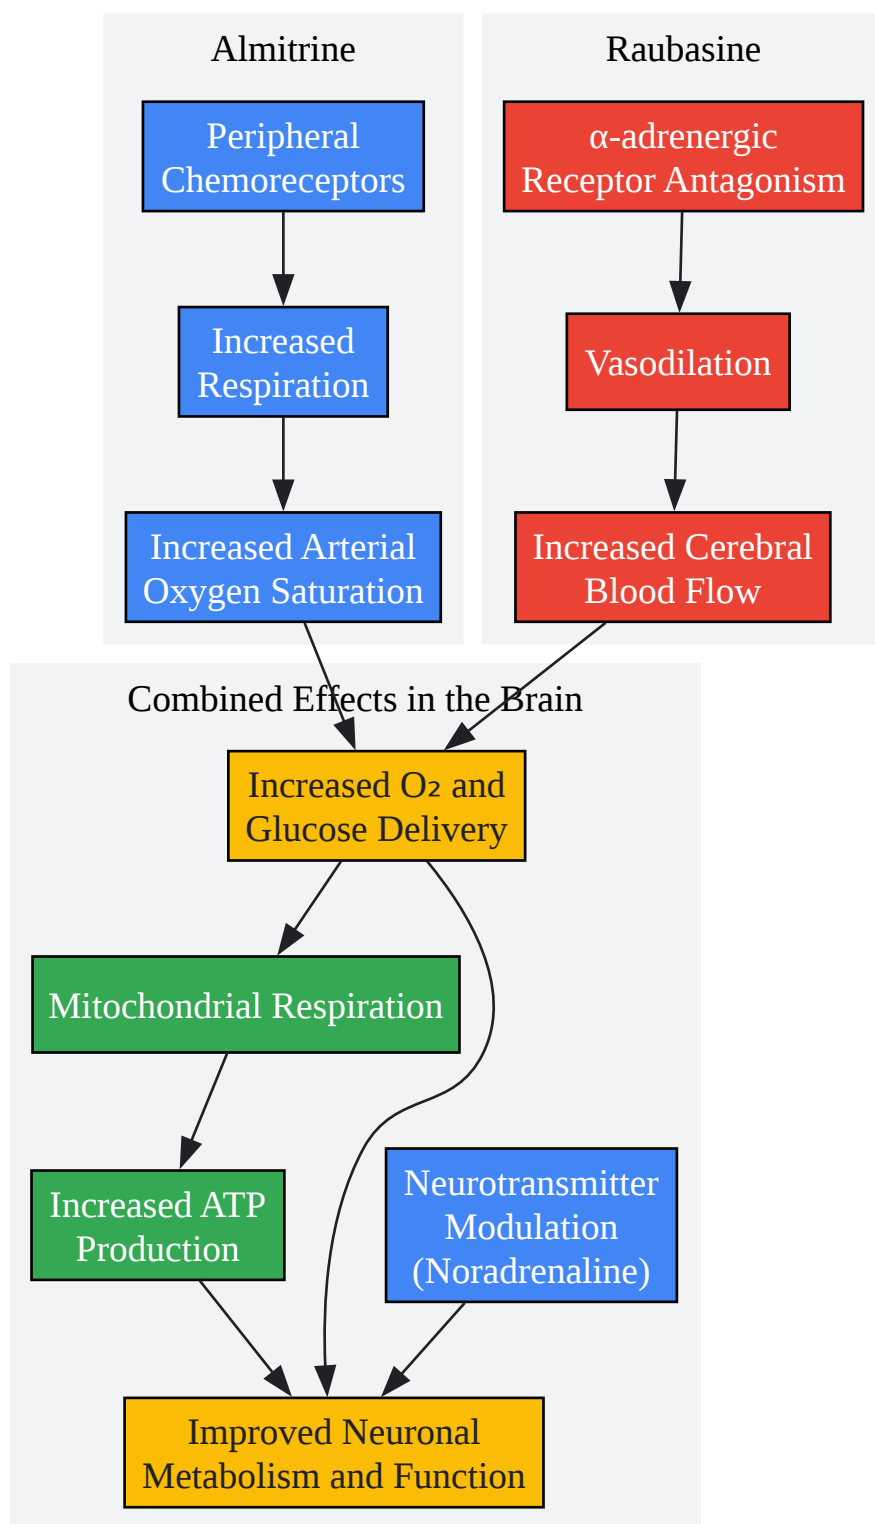 Almitrine
Peripheral
Chemoreceptors
Increased
Respiration
Increased Arterial
Oxygen Saturation
Raubasine
α-adrenergic
Receptor Antagonism
Vasodilation
Increased Cerebral
Blood Flow
Combined Effects in the Brain
Increased O₂ and
Glucose Delivery
Mitochondrial Respiration
Increased ATP
Production
Neurotransmitter
Modulation
(Noradrenaline)
Improved Neuronal
Metabolism and Function